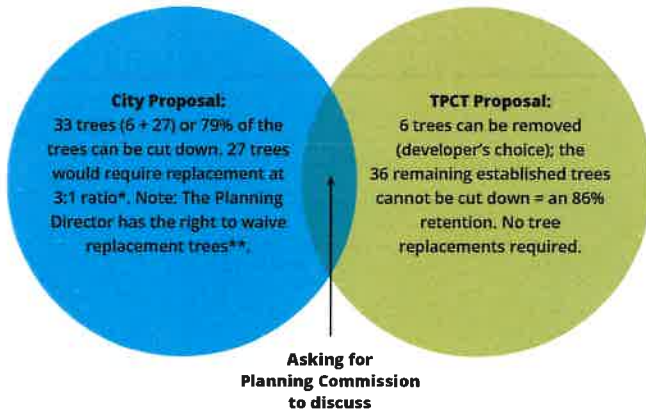 City Proposal:
33 trees (6 + 27) or 79% of the
trees can be cut down. 27 trees
would require replacement at
3:1 ratio*. Note: The Planning
Director has the right to waive
replacement trees**.
TPCT Proposal:
6 trees can be removed
(developer's choice); the
36 remaining established trees
cannot be cut down = an 86%
retention. No tree
replacements required.
Asking for
Planning Commission
to discuss